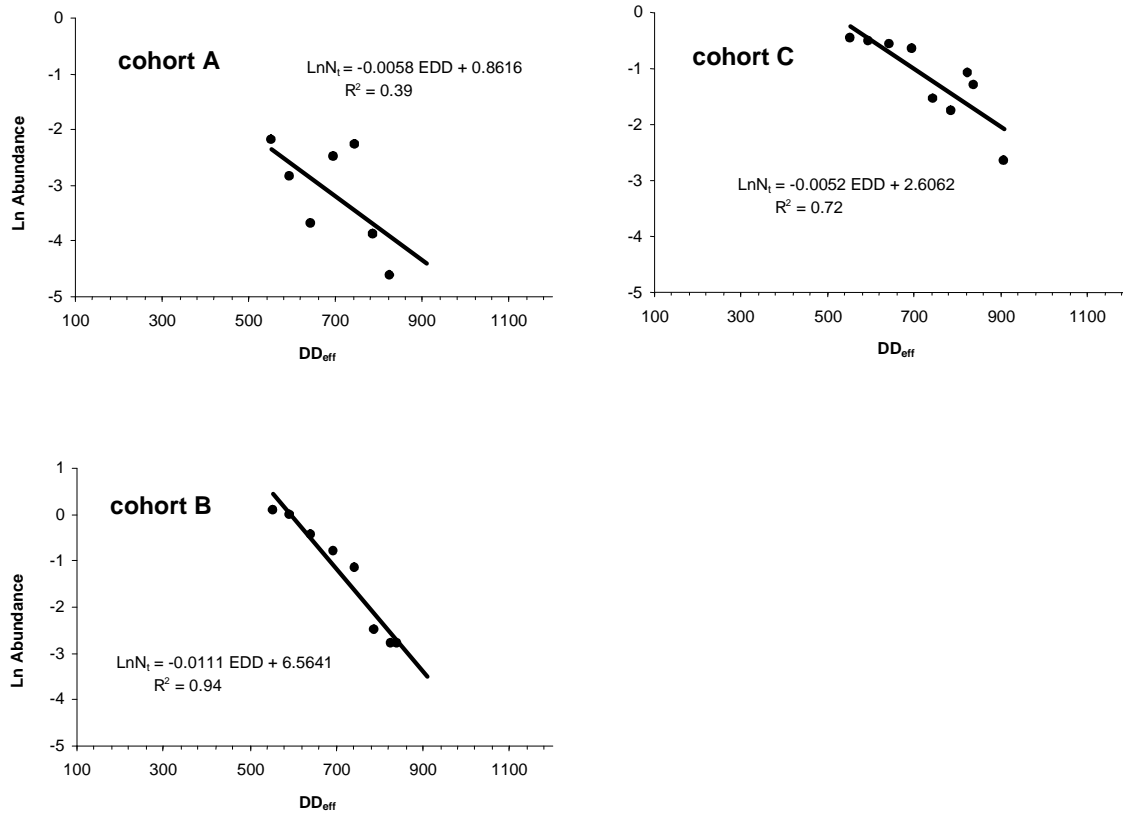 cohort A
LnNₜ = -0.0058 EDD + 0.8616
R² = 0.39
Ln Abundance
0
-1
-2
-3
-4
-5
100 300 500 700 900 1100
DDeff
cohort C
LnNₜ = -0.0052 EDD + 2.6062
R² = 0.72
0
-1
-2
-3
-4
-5
100 300 500 700 900 1100
DDeff
cohort B
LnNₜ = -0.0111 EDD + 6.5641
R² = 0.94
Ln Abundance
1
0
-1
-2
-3
-4
-5
100 300 500 700 900 1100
DDeff